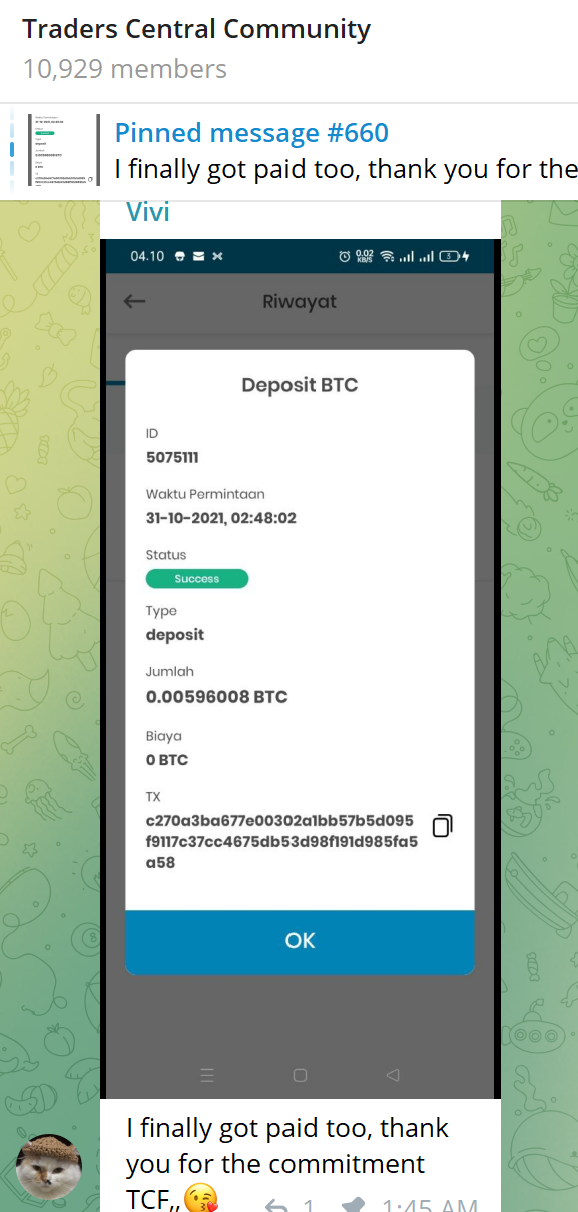 Traders Central Community
10,929 members
Pinned message #660
I finally got paid too, thank you for the
Vivi
04.10
0.02
KB/S
Riwayat
Deposit BTC
ID
5075111
Waktu Permintaan
31-10-2021, 02:48:02
Status
Success
Type
deposit
Jumlah
0.00596008 BTC
Biaya
0 BTC
TX
c270a3ba677e00302a1bb57b5d095
f9117c37cc4675db53d98f191d985fa5
a58
OK
I finally got paid too, thank
you for the commitment
TCF,,😘
1 1:45 AM